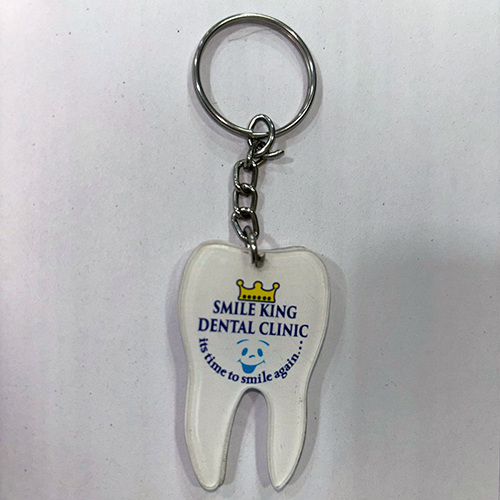 SMILE KING
DENTAL CLINIC
its time to smile again...